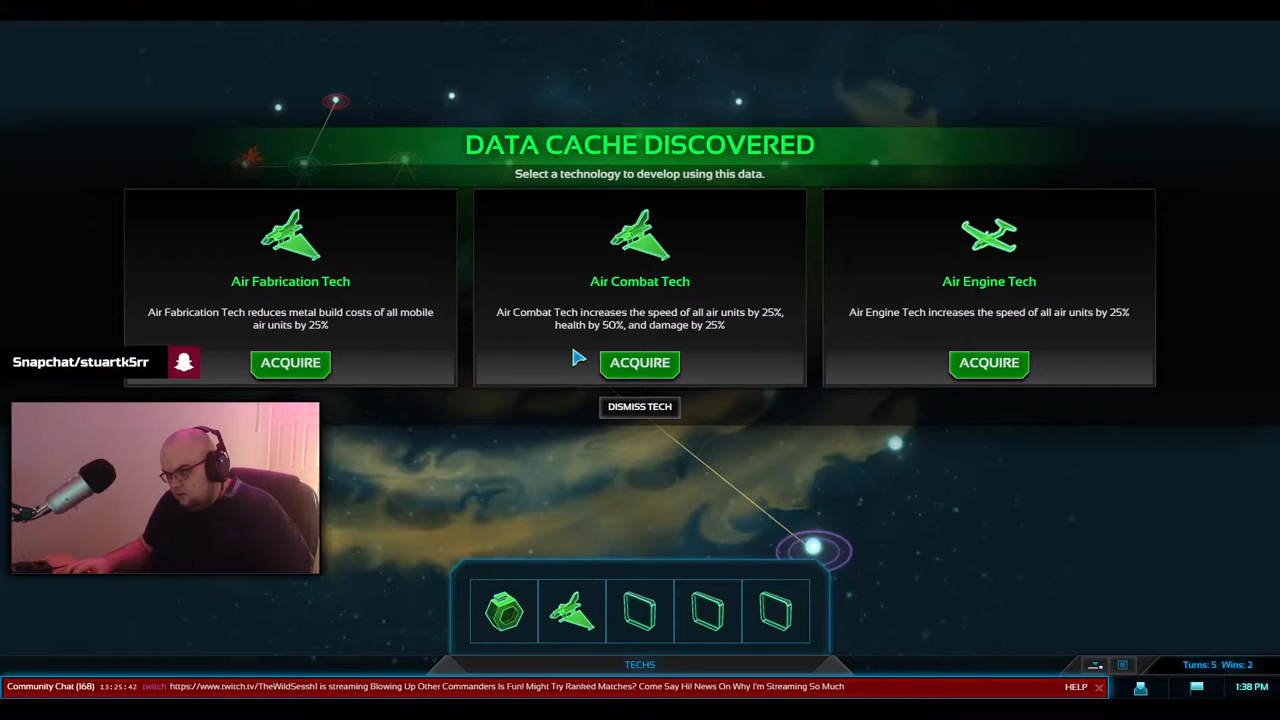 DATA CACHE DISCOVERED
Select a technology to develop using this data.
Air Fabrication Tech
Air Fabrication Tech reduces metal build costs of all mobile
air units by 25%
ACQUIRE
Air Combat Tech
Air Combat Tech increases the speed of all air units by 25%,
health by 50%, and damage by 25%
ACQUIRE
Air Engine Tech
Air Engine Tech increases the speed of all air units by 25%
ACQUIRE
Snapchat/stuartk5rr
DISMISS TECH
TECHS
Turns: 5 Wins: 2
Community Chat (168) 13:25:42 (witch https://www.twitch.tv/TheWildSessh1 is streaming Blowing Up Other Commanders Is Fun! Might Try Ranked Matches? Come Say Hi! News On Why I'm Streaming So Much
HELP
1:38 PM